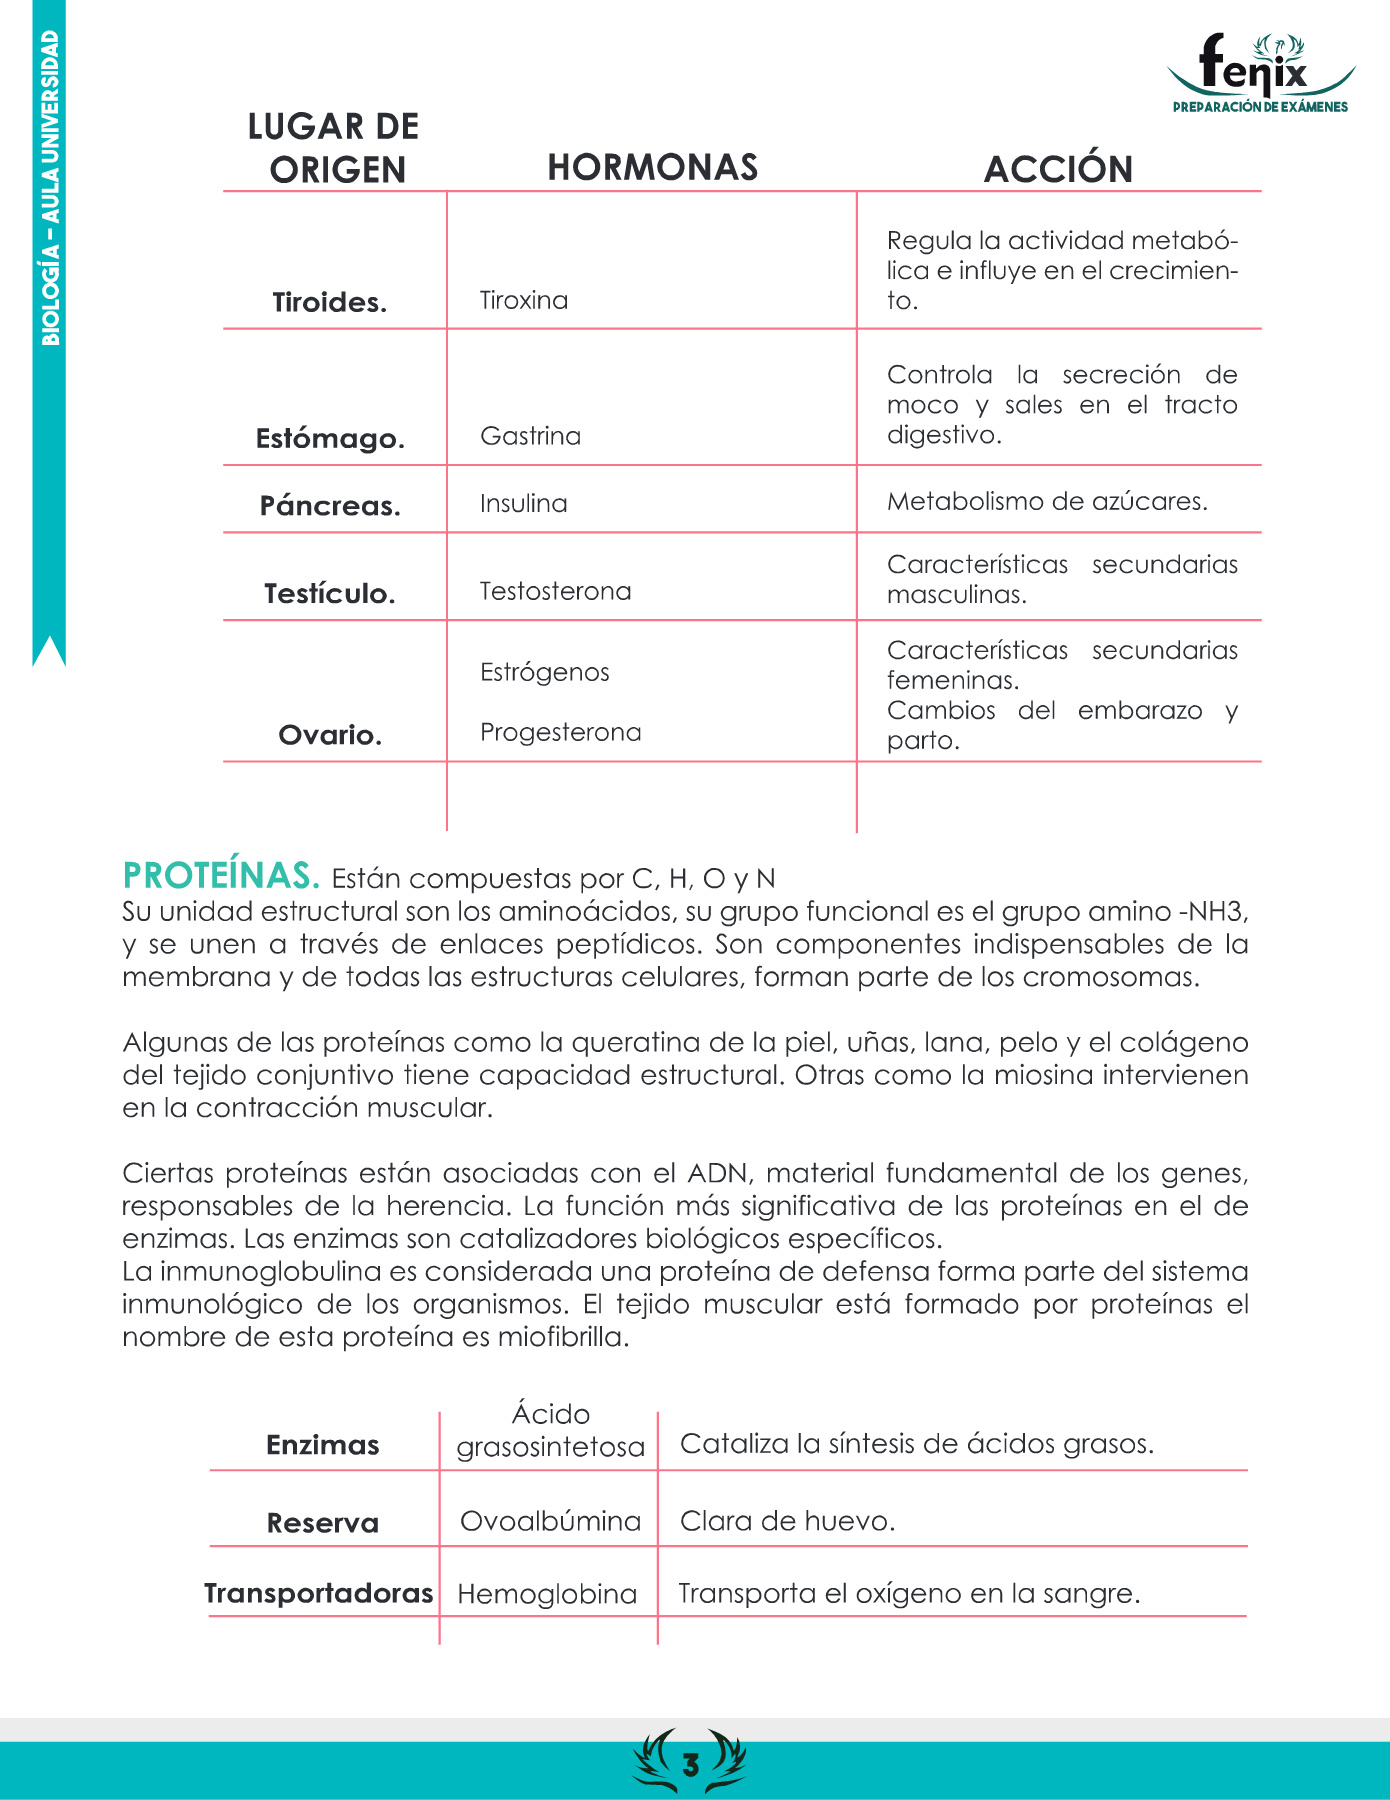 BIOLOGÍA – AULA UNIVERSIDAD
fenix
PREPARACIÓN DE EXÁMENES
LUGAR DE
ORIGEN
HORMONAS
ACCIÓN
Tiroides.
Tiroxina
Regula la actividad metabó-
lica e influye en el crecimien-
to.
Estómago.
Gastrina
Controla la secreción de
moco y sales en el tracto
digestivo.
Páncreas.
Insulina
Metabolismo de azúcares.
Testículo.
Testosterona
Características secundarias
masculinas.
Ovario.
Estrógenos
Progesterona
Características secundarias
femeninas.
Cambios del embarazo y
parto.
PROTEÍNAS. Están compuestas por C, H, O y N
Su unidad estructural son los aminoácidos, su grupo funcional es el grupo amino -NH3,
y se unen a través de enlaces peptídicos. Son componentes indispensables de la
membrana y de todas las estructuras celulares, forman parte de los cromosomas.
Algunas de las proteínas como la queratina de la piel, uñas, lana, pelo y el colágeno
del tejido conjuntivo tiene capacidad estructural. Otras como la miosina intervienen
en la contracción muscular.
Ciertas proteínas están asociadas con el ADN, material fundamental de los genes,
responsables de la herencia. La función más significativa de las proteínas en el de
enzimas. Las enzimas son catalizadores biológicos específicos.
La inmunoglobulina es considerada una proteína de defensa forma parte del sistema
inmunológico de los organismos. El tejido muscular está formado por proteínas el
nombre de esta proteína es miofibrilla.
Enzimas
Ácido
grasosintetosa
Cataliza la síntesis de ácidos grasos.
Reserva
Ovoalbúmina
Clara de huevo.
Transportadoras
Hemoglobina
Transporta el oxígeno en la sangre.
3